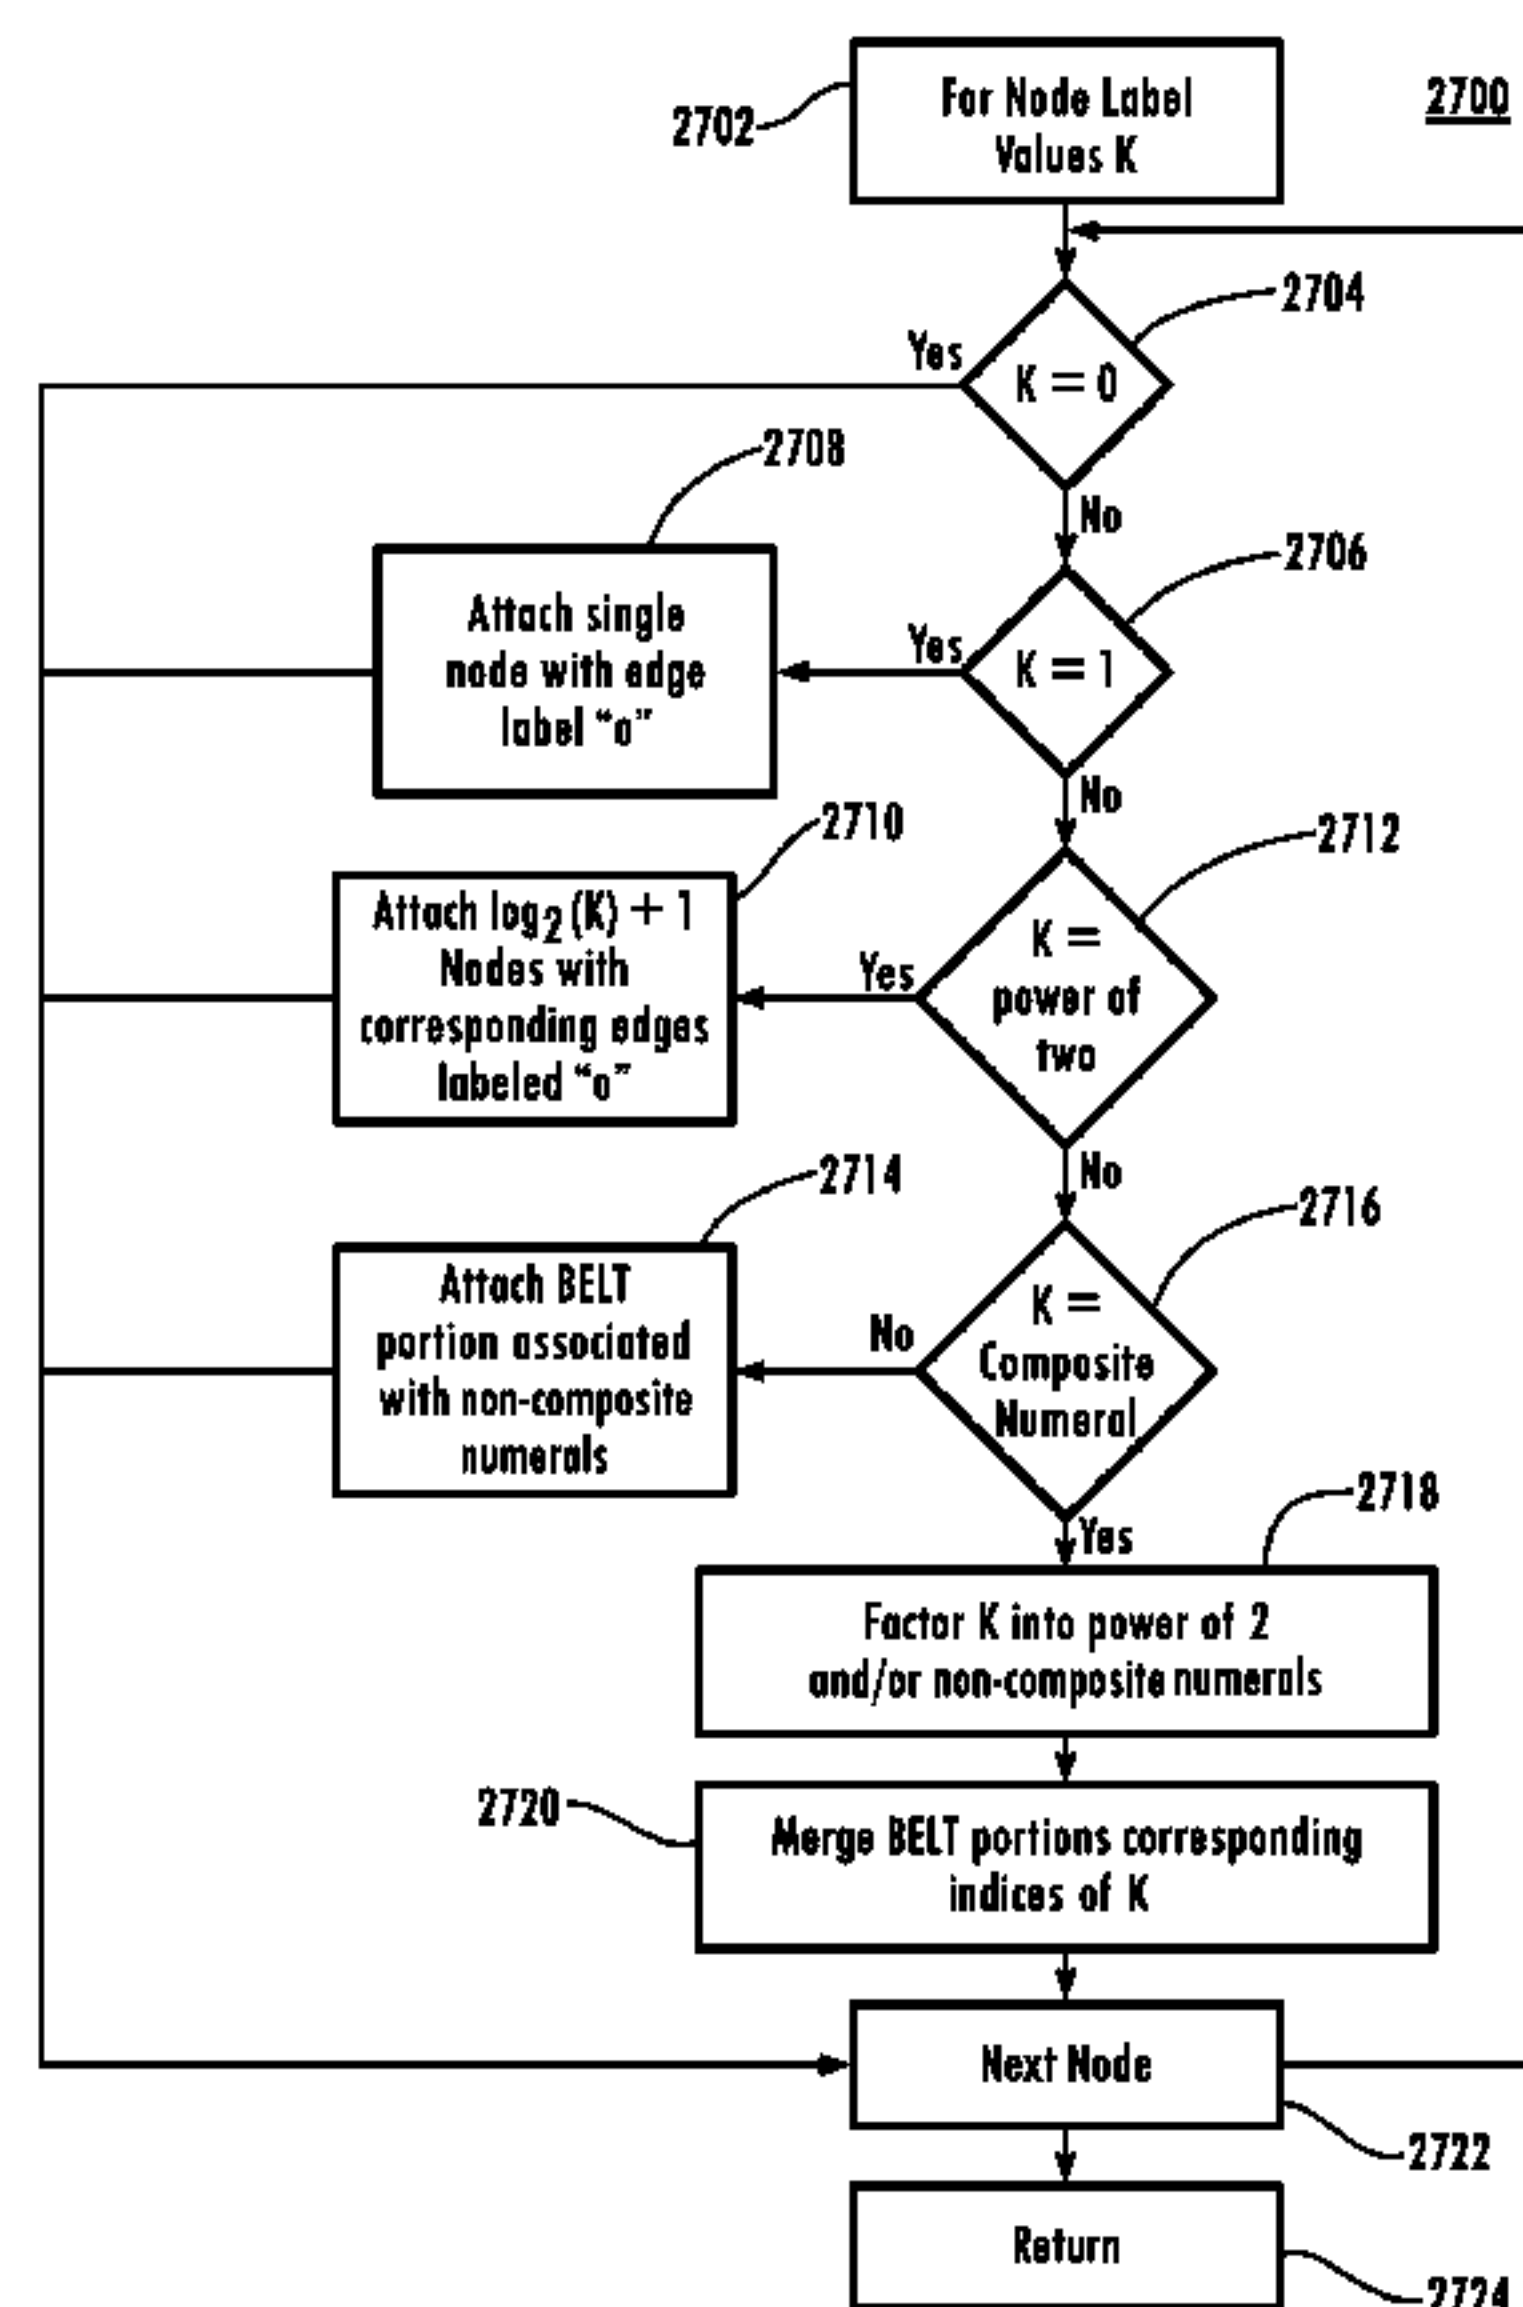 2700
For Node Label
Values K
2702
2704
Yes
K = 0
No
2708
2706
Attach single
node with edge
label “o”
Yes
K = 1
No
2710
2712
Attach log2 (K) + 1
Nodes with
corresponding edges
labeled “o”
Yes
K =
power of
two
No
2714
2716
Attach BELT
portion associated
with non-composite
numerals
No
K =
Composite
Numeral
Yes
2718
Factor K into power of 2
and/or non-composite numerals
2720
Merge BELT portions corresponding
indices of K
Next Node
2722
Return
2724